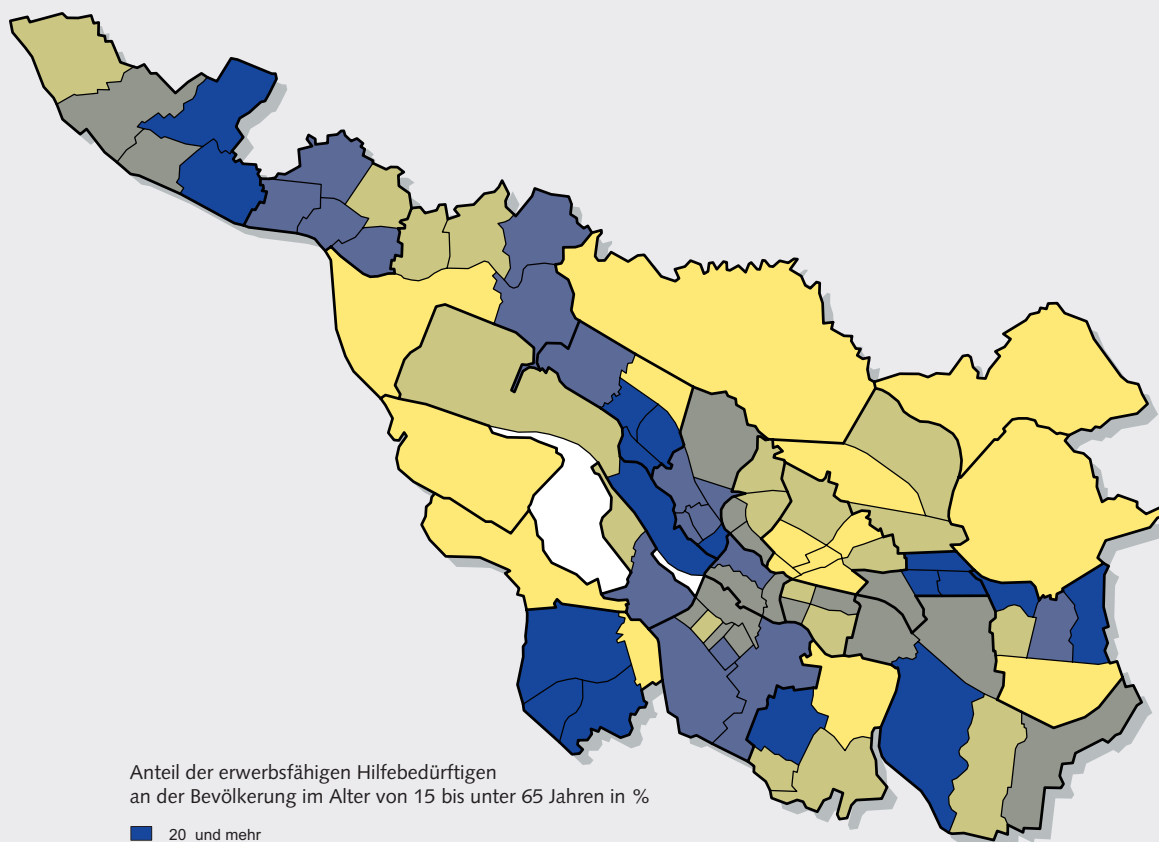 Anteil der erwerbsfähigen Hilfebedürftigen
an der Bevölkerung im Alter von 15 bis unter 65 Jahren in %
20 und mehr